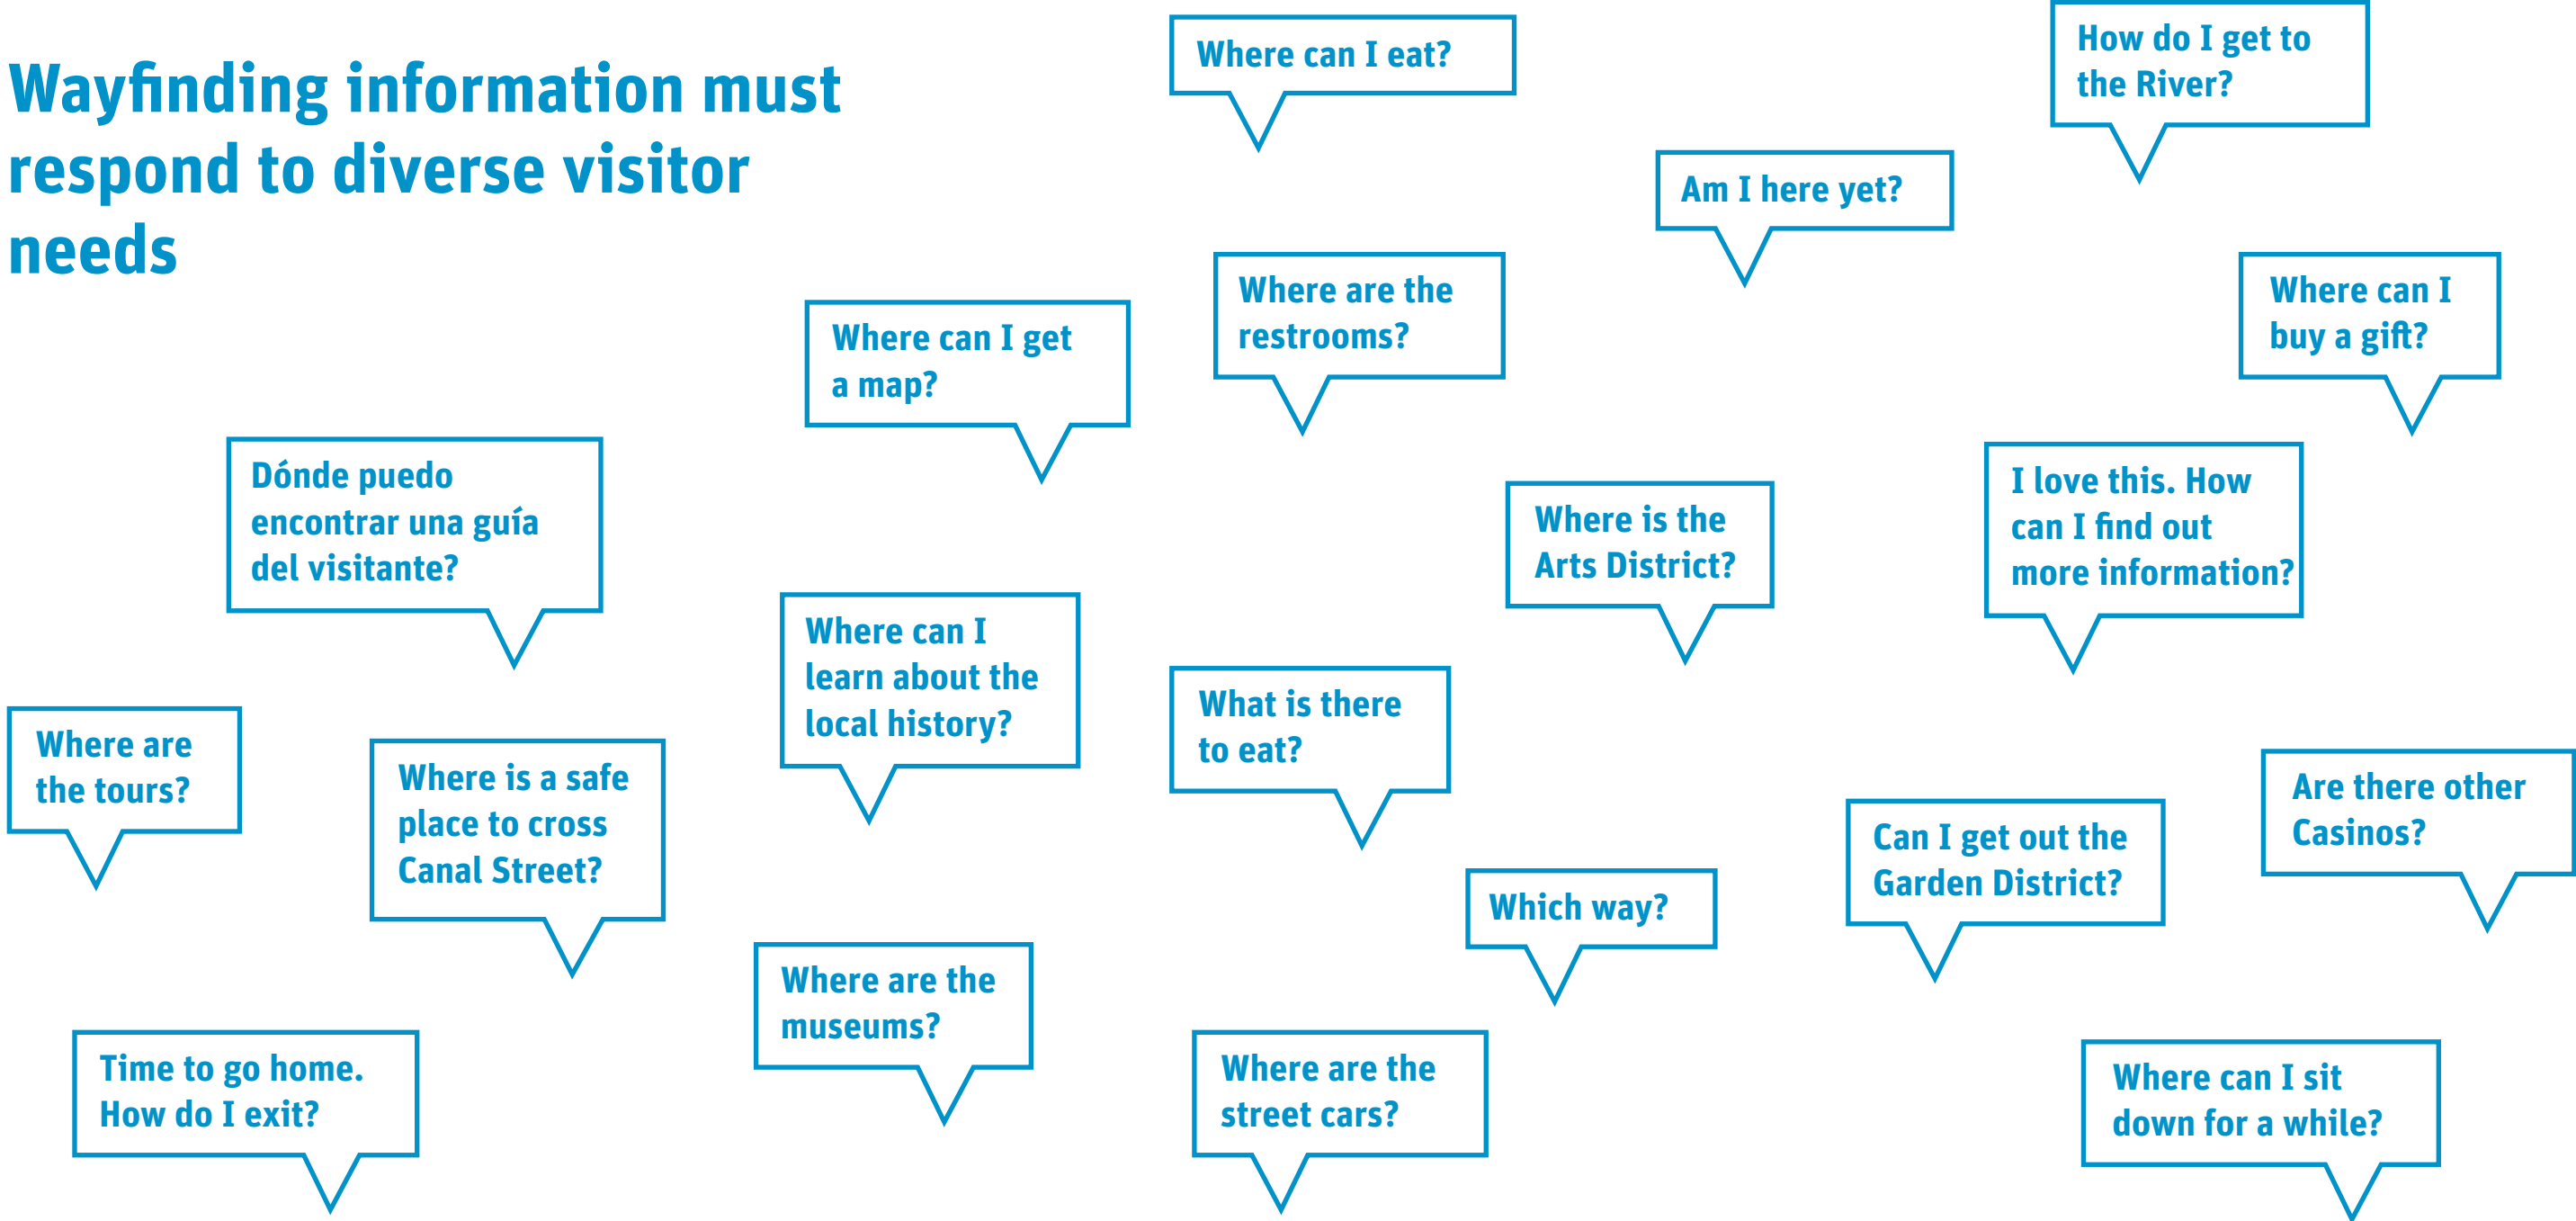 Wayfinding information must
respond to diverse visitor
needs
Where can I eat?
How do I get to
the River?
Am I here yet?
Where are the
restrooms?
Where can I
buy a gift?
Where can I get
a map?
Dónde puedo
encontrar una guía
del visitante?
Where is the
Arts District?
I love this. How
can I find out
more information?
Where can I
learn about the
local history?
What is there
to eat?
Where are
the tours?
Where is a safe
place to cross
Canal Street?
Are there other
Casinos?
Can I get out the
Garden District?
Which way?
Where are the
museums?
Time to go home.
How do I exit?
Where are the
street cars?
Where can I sit
down for a while?